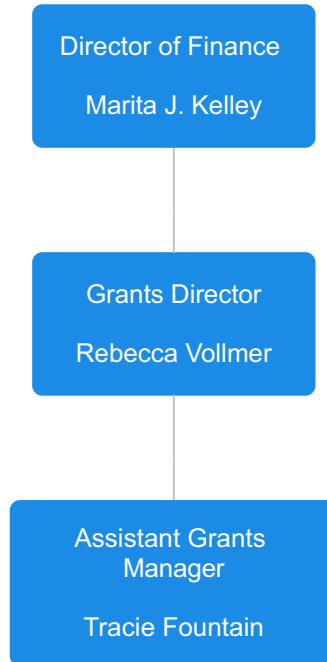 Director of Finance
Marita J. Kelley
Grants Director
Rebecca Vollmer
Assistant Grants
Manager
Tracie Fountain